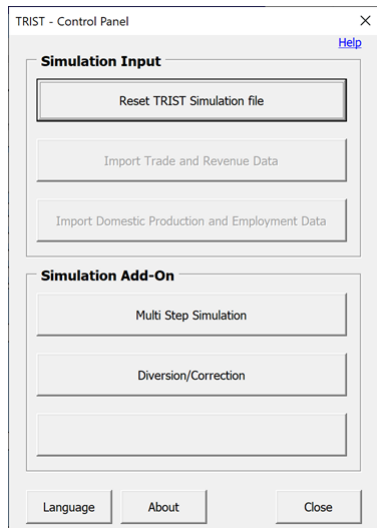 TRIST - Control Panel
Help
Simulation Input
Reset TRIST Simulation file
Import Trade and Revenue Data
Import Domestic Production and Employment Data
Simulation Add-On
Multi Step Simulation
Diversion/Correction
Language
About
Close